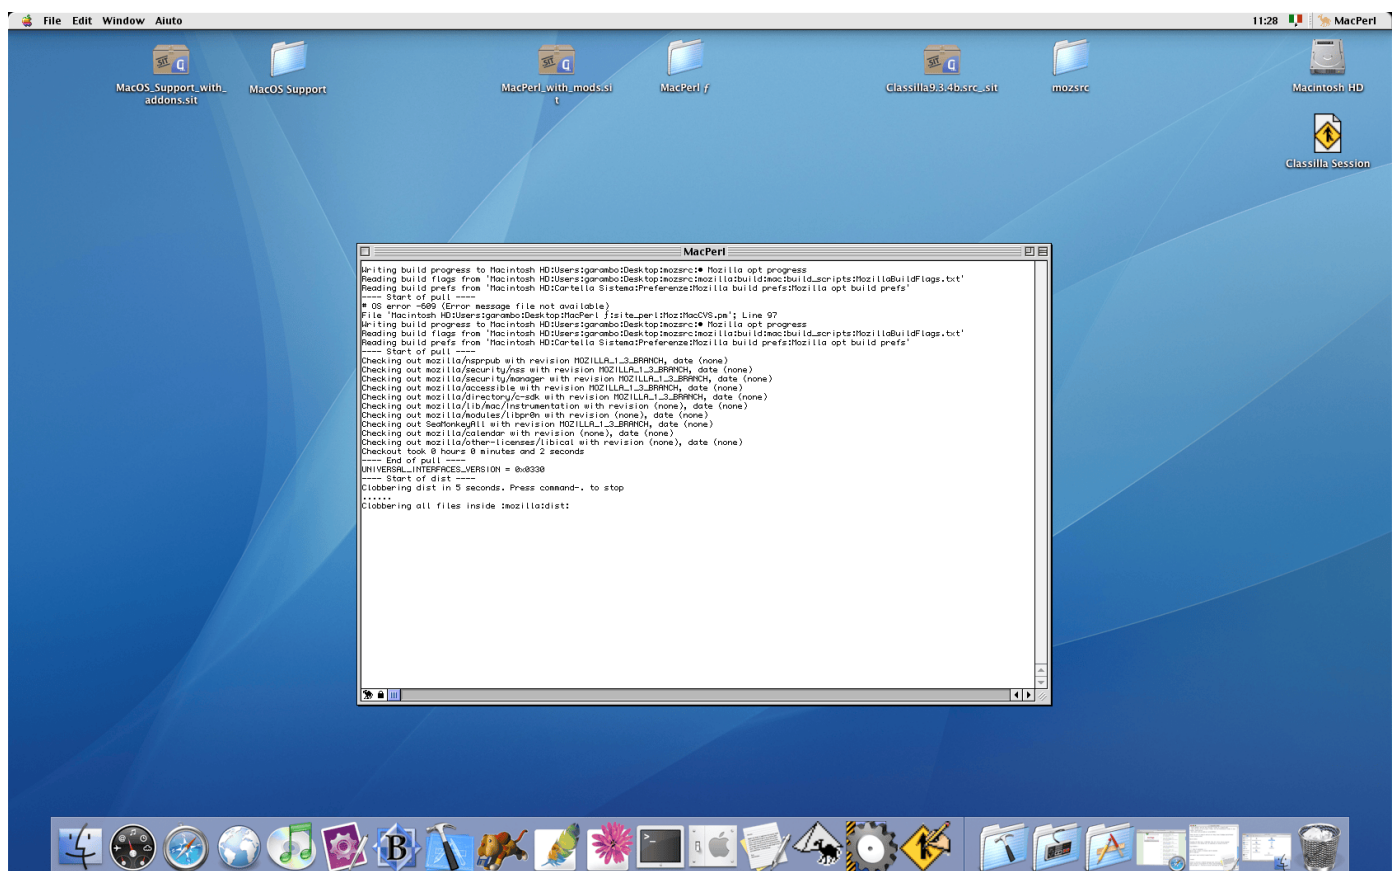 File Edit Window Aiuto
11:28
MacPerl
MacOS_Support_with_
addons.sit
MacOS Support
MacPerl_with_mods.si
t
MacPerl ƒ
Classilla9.3.4b.src_.sit
mozsrc
Macintosh HD
Classilla Session
MacPerl
Writing build progress to Macintosh HD:Users:garambo:Desktop:mozsrc:• Mozilla opt progress
Reading build flags from 'Macintosh HD:Users:garambo:Desktop:mozsrc:mozilla:build:mac:build_scripts:MozillaBuildFlags.txt'
Reading build prefs from 'Macintosh HD:Cartella Sistema:Preferenze:Mozilla build prefs:Mozilla opt build prefs'
---- Start of pull ----
# OS error -609 (Error message file not available)
File 'Macintosh HD:Users:garambo:Desktop:MacPerl ƒ:site_perl:Moz:MacCVS.pm'; Line 97
Writing build progress to Macintosh HD:Users:garambo:Desktop:mozsrc:• Mozilla opt progress
Reading build flags from 'Macintosh HD:Users:garambo:Desktop:mozsrc:mozilla:build:mac:build_scripts:MozillaBuildFlags.txt'
Reading build prefs from 'Macintosh HD:Cartella Sistema:Preferenze:Mozilla build prefs:Mozilla opt build prefs'
---- Start of pull ----
Checking out mozilla/nsprpub with revision MOZILLA_1_3_BRANCH, date (none)
Checking out mozilla/security/nss with revision MOZILLA_1_3_BRANCH, date (none)
Checking out mozilla/security/manager with revision MOZILLA_1_3_BRANCH, date (none)
Checking out mozilla/accessible with revision MOZILLA_1_3_BRANCH, date (none)
Checking out mozilla/directory/c-sdk with revision MOZILLA_1_3_BRANCH, date (none)
Checking out mozilla/lib/mac/Instrumentation with revision (none), date (none)
Checking out mozilla/modules/libpr0n with revision (none), date (none)
Checking out SeaMonkeyAll with revision MOZILLA_1_3_BRANCH, date (none)
Checking out mozilla/calendar with revision (none), date (none)
Checking out mozilla/other-licenses/libical with revision (none), date (none)
Checkout took 0 hours 0 minutes and 2 seconds
---- End of pull ----
UNIVERSAL_INTERFACES_VERSION = 0x0330
---- Start of dist ----
Clobbering dist in 5 seconds. Press command-. to stop
......
Clobbering all files inside :mozilla:dist: